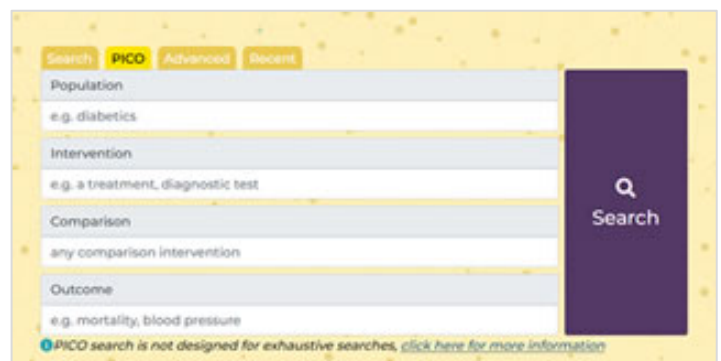 Search PICO Advanced Recent
Population
e.g. diabetics
Intervention
e.g. a treatment, diagnostic test
Search
Comparison
any comparison intervention
Outcome
e.g. mortality, blood pressure
PICO search is not designed for exhaustive searches, click here for more information